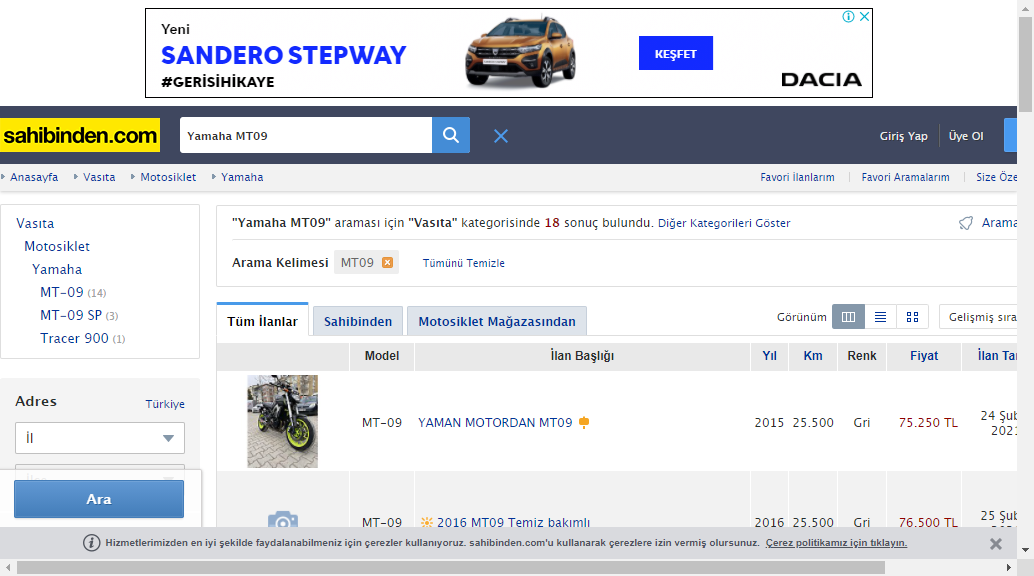 Yeni
SANDERO STEPWAY
#GERİSİHİKAYE
KEŞFET
DACIA
sahibinden.com
Yamaha MT09
Giriş Yap
Üye Ol
Anasayfa
Vasıta
Motosiklet
Yamaha
Favori İlanlarım
Favori Aramalarım
Size Öze
Vasıta
Motosiklet
Yamaha
MT-09 (14)
MT-09 SP (3)
Tracer 900 (1)
Adres
Türkiye
İl
Ara
"Yamaha MT09" araması için "Vasıta" kategorisinde 18 sonuç bulundu. Diğer Kategorileri Göster
Arama
Arama Kelimesi
MT09
Tümünü Temizle
Tüm İlanlar
Sahibinden
Motosiklet Mağazasından
Görünüm
Gelişmiş sıra
Model
İlan Başlığı
Yıl
Km
Renk
Fiyat
İlan Tar
MT-09
YAMAN MOTORDAN MT09
2015
25.500
Gri
75.250 TL
24 Şub
2021
MT-09
2016 MT09 Temiz bakımlı
2016
25.500
Gri
76.500 TL
25 Şub
Hizmetlerimizden en iyi şekilde faydalanabilmeniz için çerezler kullanıyoruz. sahibinden.com'u kullanarak çerezlere izin vermiş olursunuz. Çerez politikamız için tıklayın.